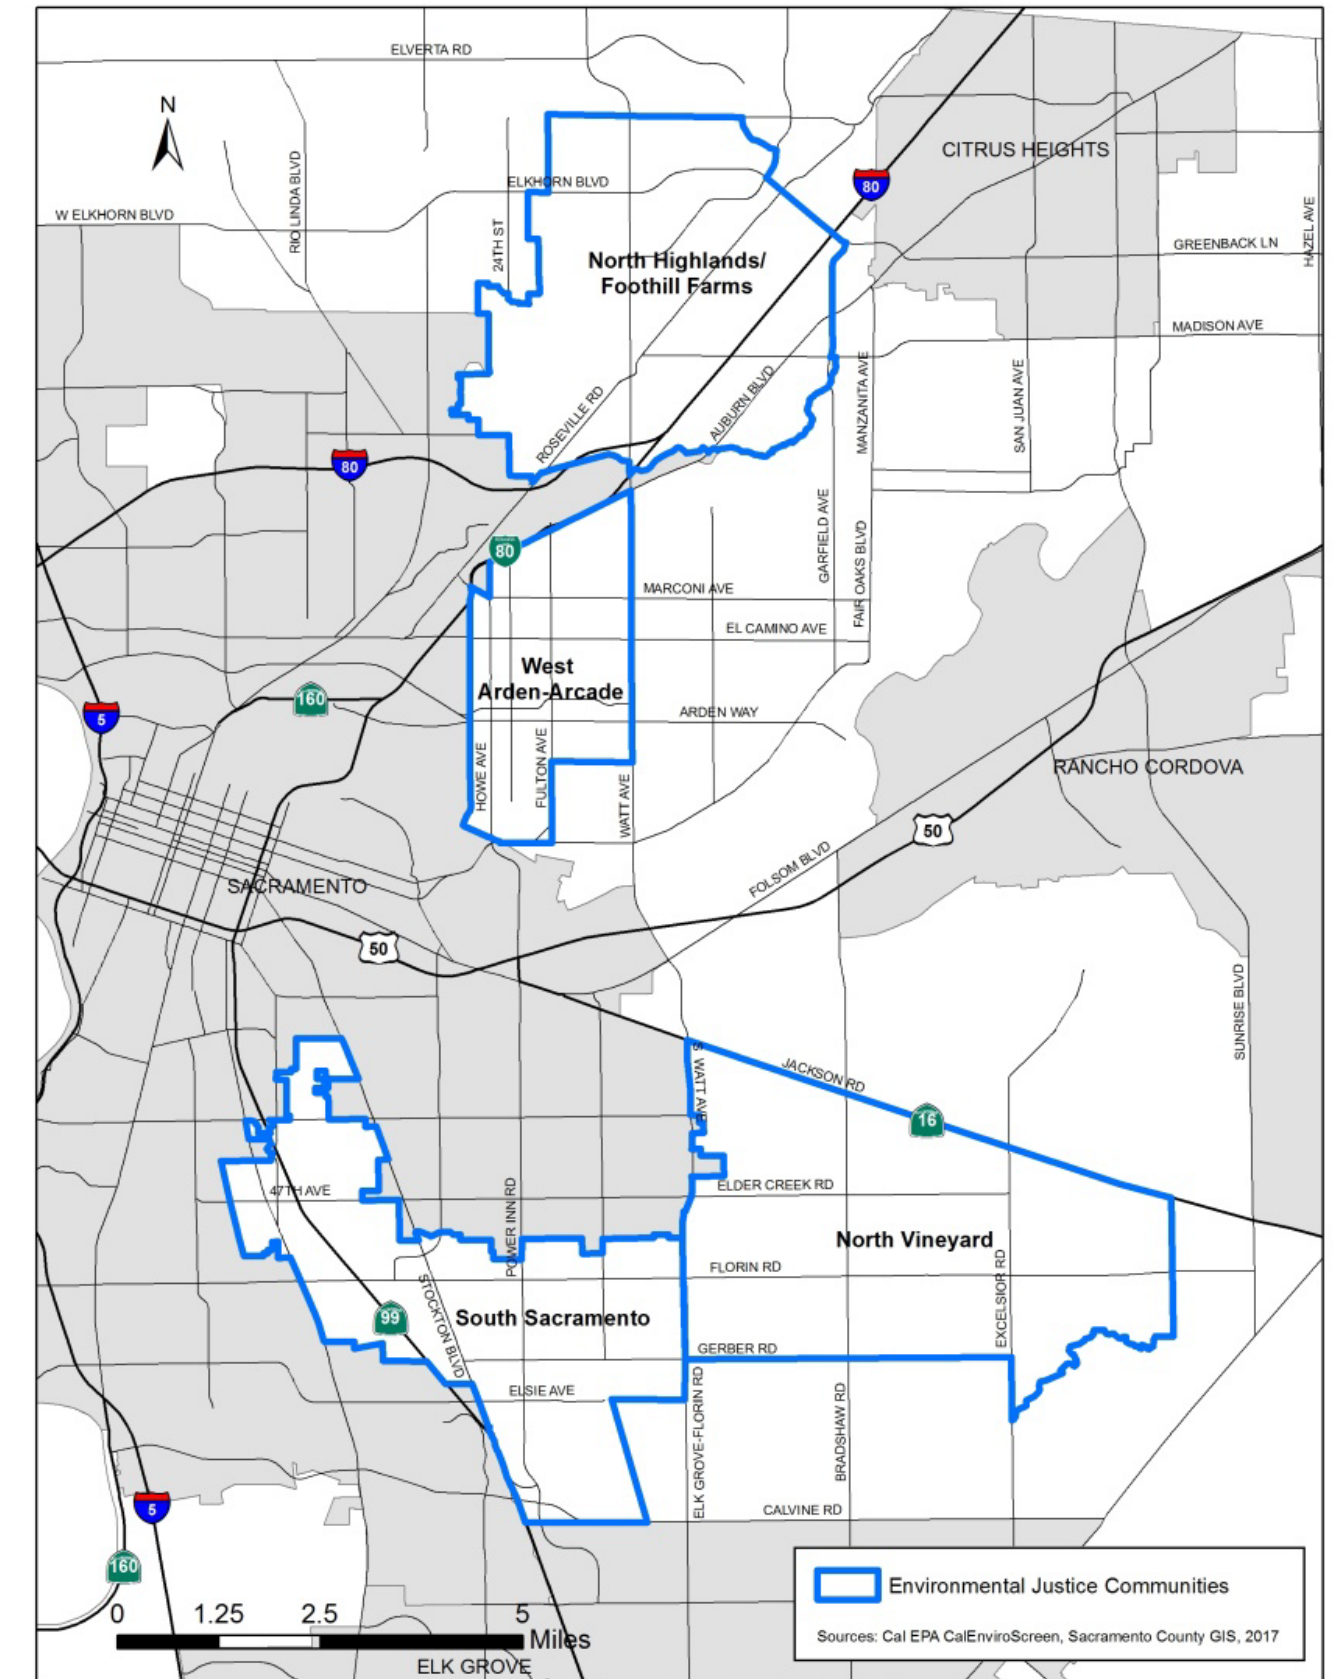 ELVERTA RD
N
CITRUS HEIGHTS
RIO LINDA BLVD
ELKHORN BLVD
80
W ELKHORN BLVD
24TH ST
HAZEL AVE
GREENBACK LN
North Highlands/
Foothill Farms
MADISON AVE
ROSEVILLE RD
AUBURN BLVD
MANZANITA AVE
SAN JUAN AVE
80
GARFIELD AVE
FAIR OAKS BLVD
80
MARCONI AVE
EL CAMINO AVE
West
Arden-Arcade
160
5
ARDEN WAY
HOWE AVE
FULTON AVE
WATT AVE
RANCHO CORDOVA
50
FOLSOM BLVD
SACRAMENTO
50
SUNRISE BLVD
S WATT AVE
JACKSON RD
16
47TH AVE
POWER INN RD
ELDER CREEK RD
North Vineyard
FLORIN RD
EXCELSIOR RD
STOCKTON BLVD
99
South Sacramento
GERBER RD
ELSIE AVE
ELK GROVE-FLORIN RD
BRADSHAW RD
CALVINE RD
5
160
0 1.25 2.5 5
Miles
ELK GROVE
Environmental Justice Communities
Sources: Cal EPA CalEnviroScreen, Sacramento County GIS, 2017